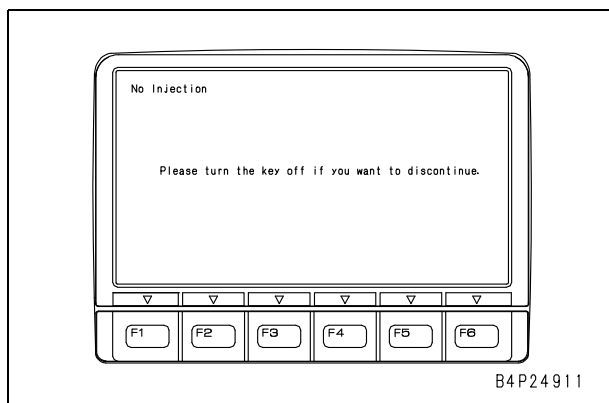 No Injection
Please turn the key off if you want to discontinue.
F1 F2 F3 F4 F5 F6
B4P24911